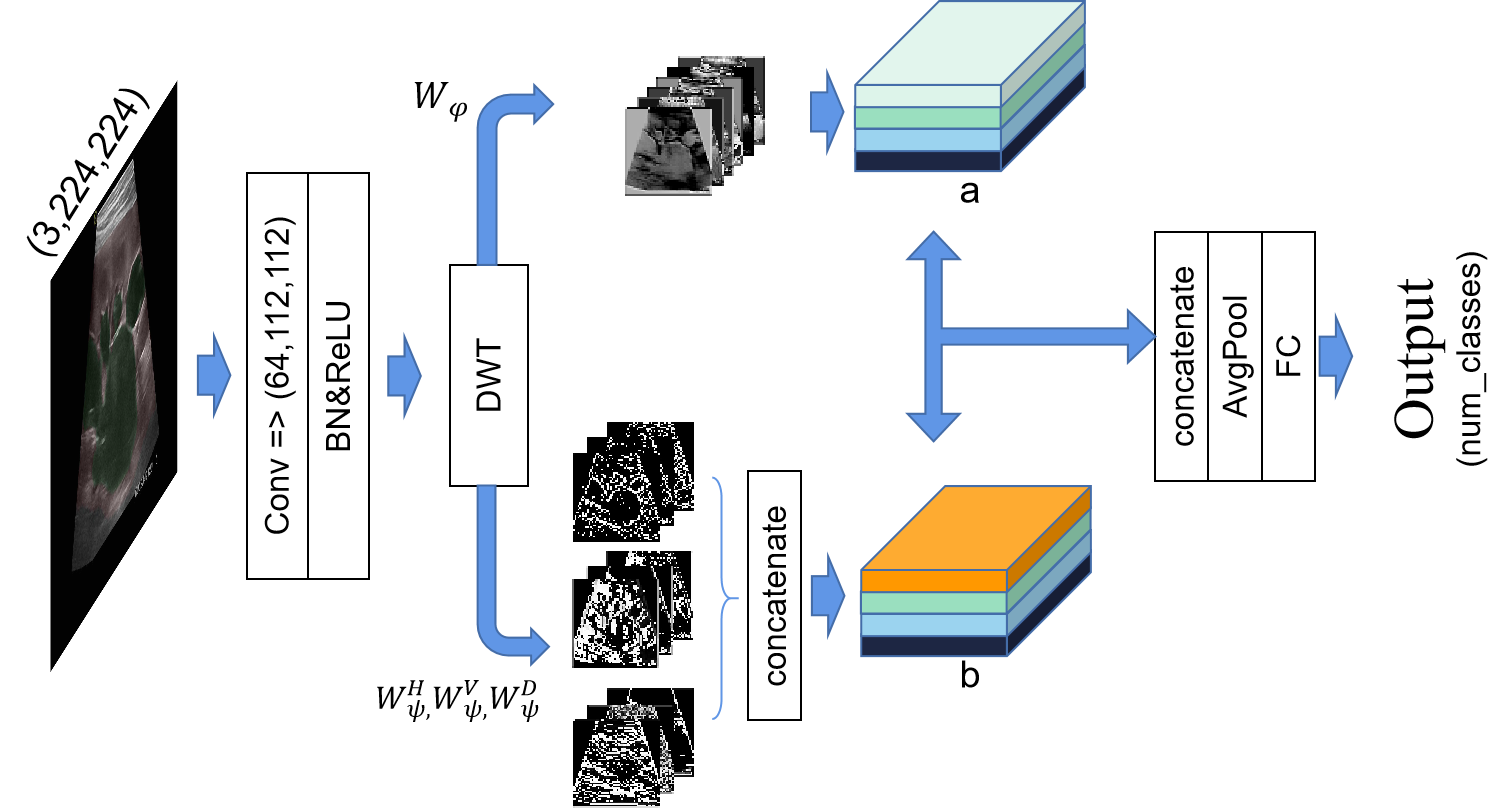 (3,224,224)
Conv => (64,112,112)
BN&ReLU
DWT
W_φ
W^H_ψ, W^V_ψ, W^D_ψ
concatenate
a
b
concatenate
AvgPool
FC
Output
(num_classes)